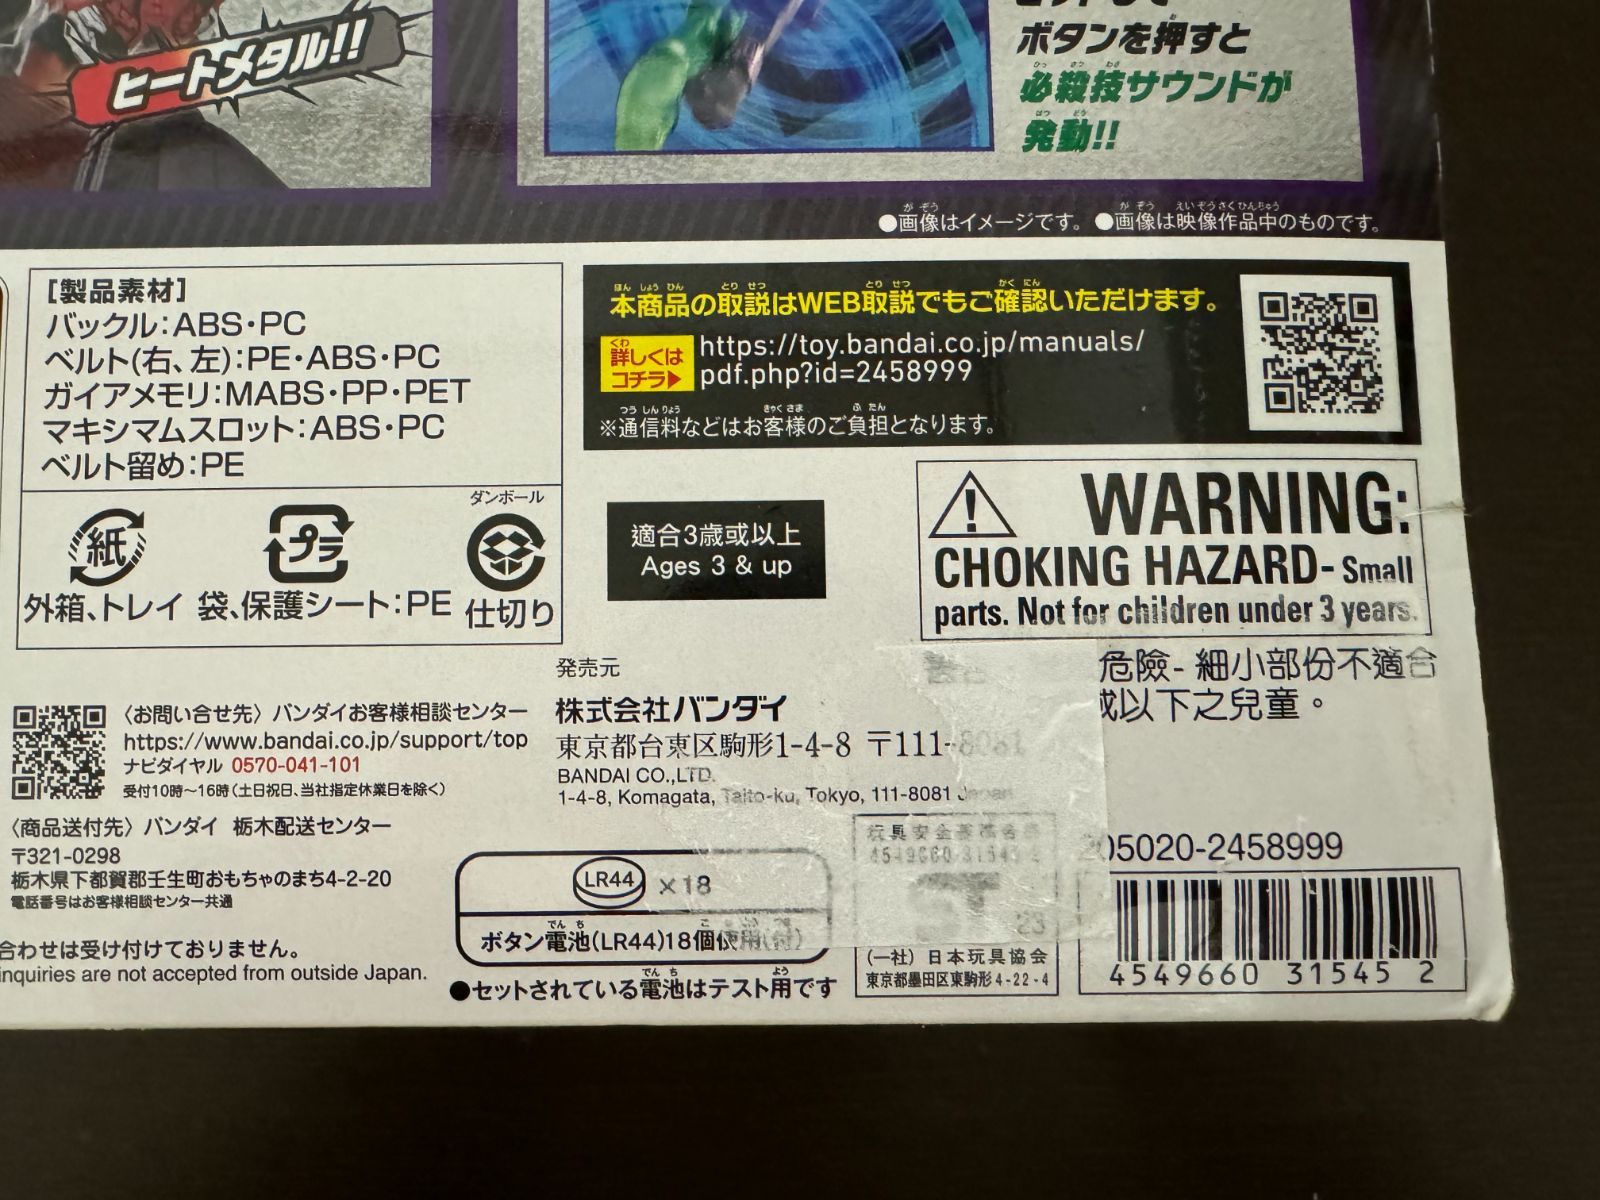 ヒートメタル!!
ボタンを押すと
必殺技サウンドが
発動!!
●画像はイメージです。 ●画像は映像作品中のものです。
[製品素材]
バックル:ABS・PC
ベルト(右、左):PE・ABS・PC
ガイアメモリ:MABS・PP・PET
マキシマムスロット:ABS・PC
ベルト留め:PE
ダンボール
紙 プラ
外箱、トレイ 袋、保護シート:PE 仕切り
本商品の取説はWEB取説でもご確認いただけます。
詳しくは
コチラ▶
https://toy.bandai.co.jp/manuals/
pdf.php?id=2458999
※通信料などはお客様のご負担となります。
適合3歳或以上
Ages 3 & up
WARNING:
CHOKING HAZARD- Small
parts. Not for children under 3 years.
危險- 細小部份不適合
或以下之兒童。
〈お問い合せ先〉バンダイお客様相談センター
https://www.bandai.co.jp/support/top
ナビダイヤル 0570-041-101
受付10時〜16時(土日祝日、当社指定休業日を除く)
〈商品送付先〉バンダイ 栃木配送センター
〒321-0298
栃木県下都賀郡壬生町おもちゃのまち4-2-20
電話番号はお客様相談センター共通
合わせは受け付けておりません。
inquiries are not accepted from outside Japan.
発売元
株式会社バンダイ
東京都台東区駒形1-4-8 〒111-8081
BANDAI CO.,LTD.
1-4-8, Komagata, Taito-ku, Tokyo, 111-8081 Japan
LR44 ×18
ボタン電池(LR44)18個使用(付)
●セットされている電池はテスト用です
玩具安全基準合格
4549660 31545 2
23
(一社) 日本玩具協会
東京都墨田区東駒形4-22-4
05020-2458999
4549660 315452